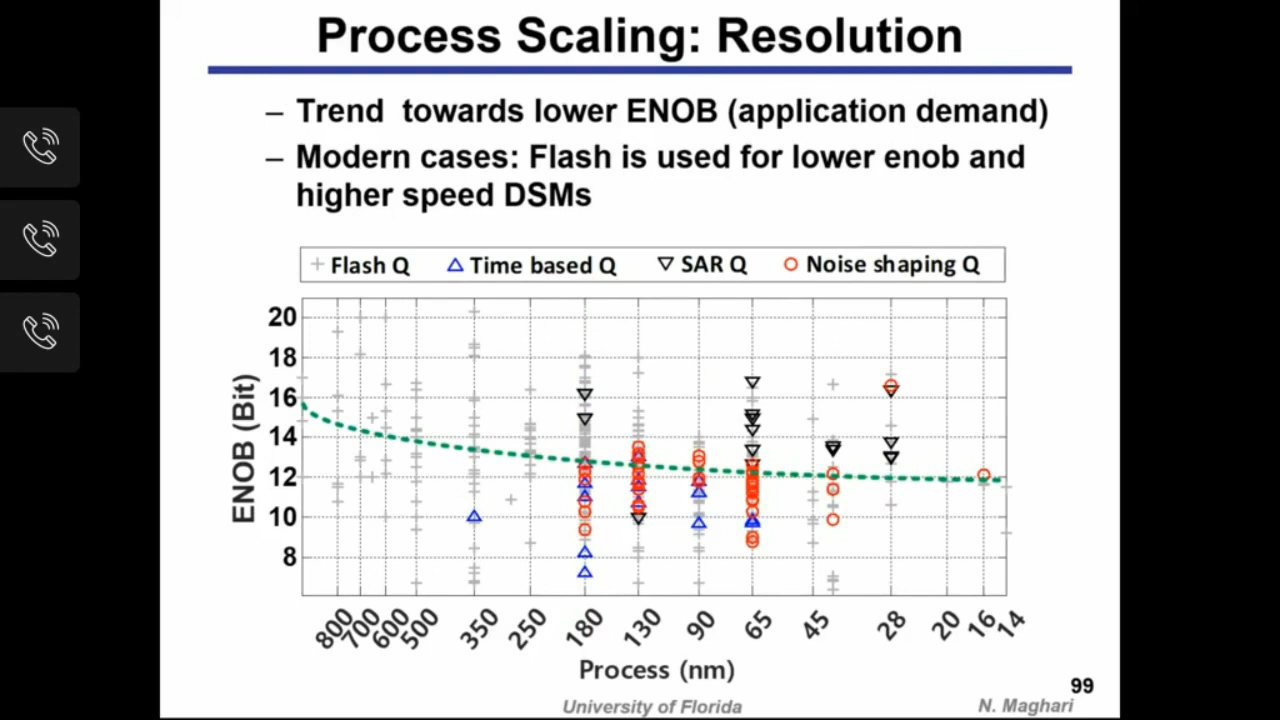 Process Scaling: Resolution
– Trend towards lower ENOB (application demand)
– Modern cases: Flash is used for lower enob and
higher speed DSMs
Flash Q Time based Q SAR Q Noise shaping Q
ENOB (Bit)
20
18
16
14
12
10
8
800 700 600 500 350 250 180 130 90 65 45 28 20 16 14
Process (nm)
99
University of Florida
N. Maghari